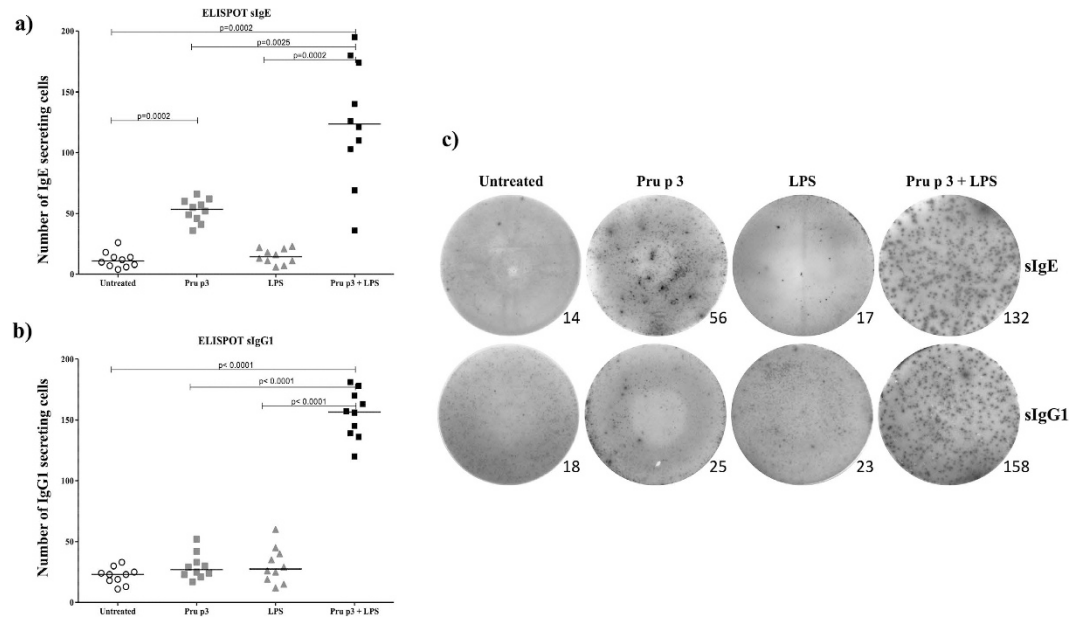 a)
ELISPOT sIgE
Number of IgE secreting cells
200
150
100
50
0
p=0.0002
p=0.0025
p=0.0002
p=0.0002
Untreated
Pru p3
LPS
Pru p3 + LPS
b)
ELISPOT sIgG1
Number of IgG1 secreting cells
200
150
100
50
0
p< 0.0001
p< 0.0001
p< 0.0001
Untreated
Pru p3
LPS
Pru p3 + LPS
c)
Untreated
Pru p 3
LPS
Pru p 3 + LPS
sIgE
14
56
17
132
sIgG1
18
25
23
158